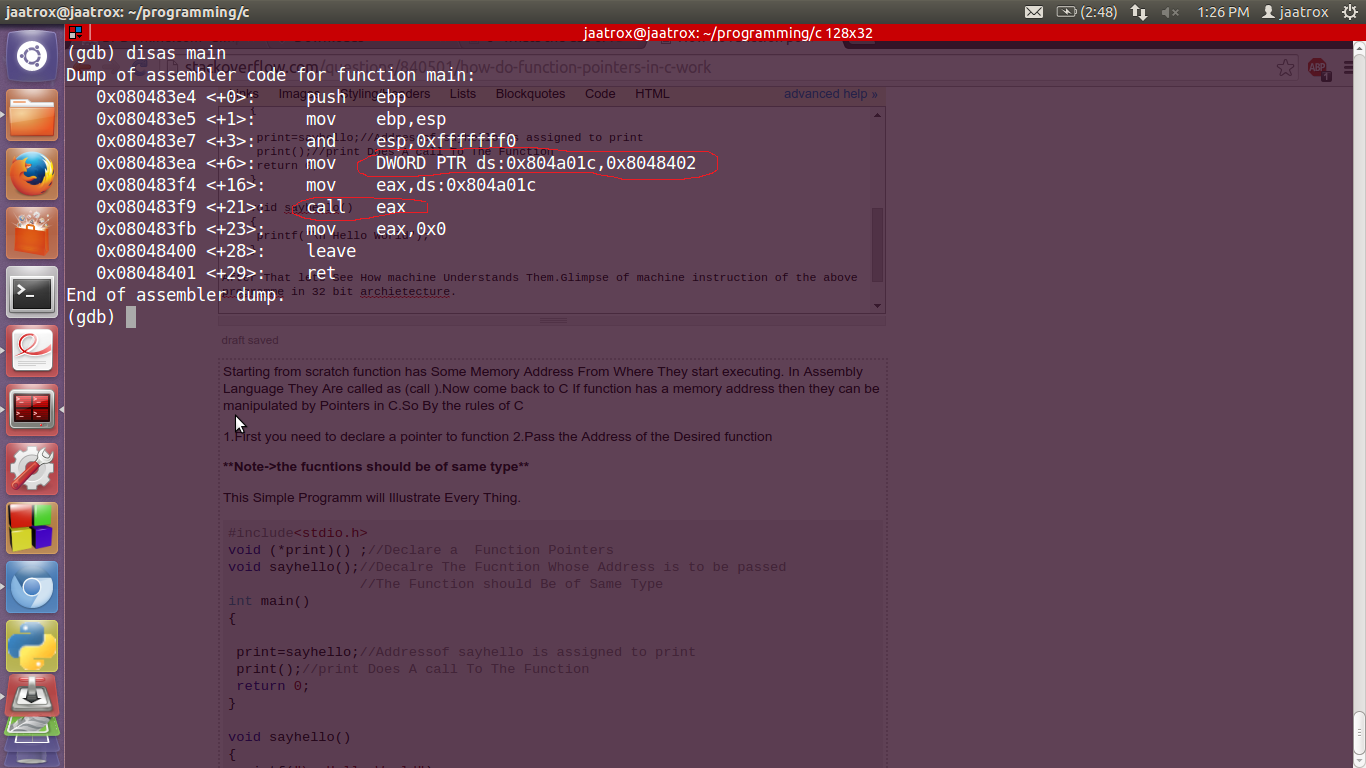 jaatrox@jaatrox: ~/programming/c
(2:48)
1:26 PM
jaatrox
jaatrox@jaatrox: ~/programming/c 128x32
(gdb) disas main
stackoverflow.com/questions/840501/how-do-function-pointers-in-c-work
ABP
1
Dump of assembler code for function main:
Links Images Styling/Headers Lists Blockquotes Code HTML advanced help »
0x080483e4 <+0>: push ebp
0x080483e5 <+1>: mov ebp,esp
0x080483e7 <+3>: and esp,0xfffffff0
0x080483ea <+6>: mov DWORD PTR ds:0x804a01c,0x8048402
0x080483f4 <+16>: mov eax,ds:0x804a01c
0x080483f9 <+21>: call eax
0x080483fb <+23>: mov eax,0x0
0x08048400 <+28>: leave
0x08048401 <+29>: ret
End of assembler dump.
(gdb)
{
print=sayhello;//Addressof sayhello is assigned to print
print();//print Does A call To The Function
return
}
void sayhello()
{
printf("\n Hello World");
That lets See How machine Understands Them.Glimpse of machine instruction of the above
programme in 32 bit archietecture.
draft saved
Starting from scratch function has Some Memory Address From Where They start executing. In Assembly
Language They Are called as (call ).Now come back to C If function has a memory address then they can be
manipulated by Pointers in C.So By the rules of C
1.First you need to declare a pointer to function 2.Pass the Address of the Desired function
**Note->the fucntions should be of same type**
This Simple Programm will Illustrate Every Thing.
#include<stdio.h>
void (*print)() ;//Declare a  Function Pointers
void sayhello();//Decalre The Fucntion Whose Address is to be passed
//The Function should Be of Same Type
int main()
{
print=sayhello;//Addressof sayhello is assigned to print
print();//print Does A call To The Function
return 0;
}
void sayhello()
{